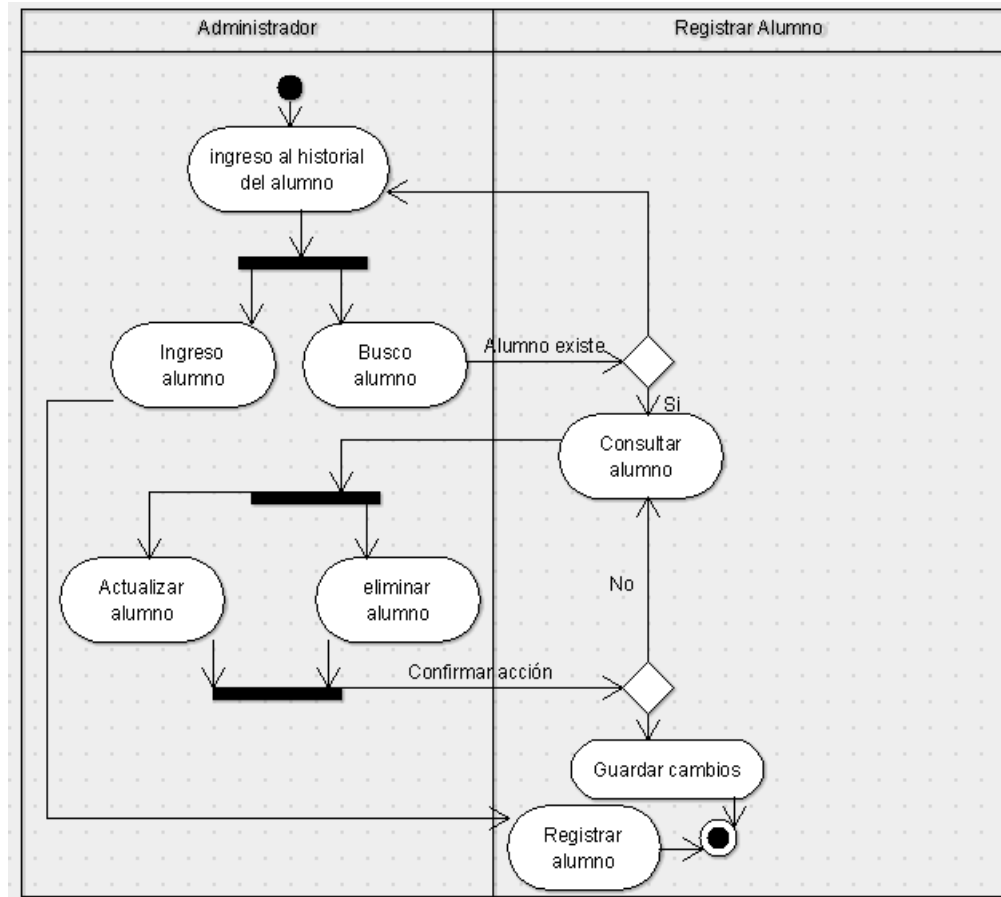 Administrador
Registrar Alumno
ingreso al historial
del alumno
Ingreso
alumno
Busco
alumno
Alumno existe
Si
Consultar
alumno
Actualizar
alumno
eliminar
alumno
No
Confirmar acción
Guardar cambios
Registrar
alumno